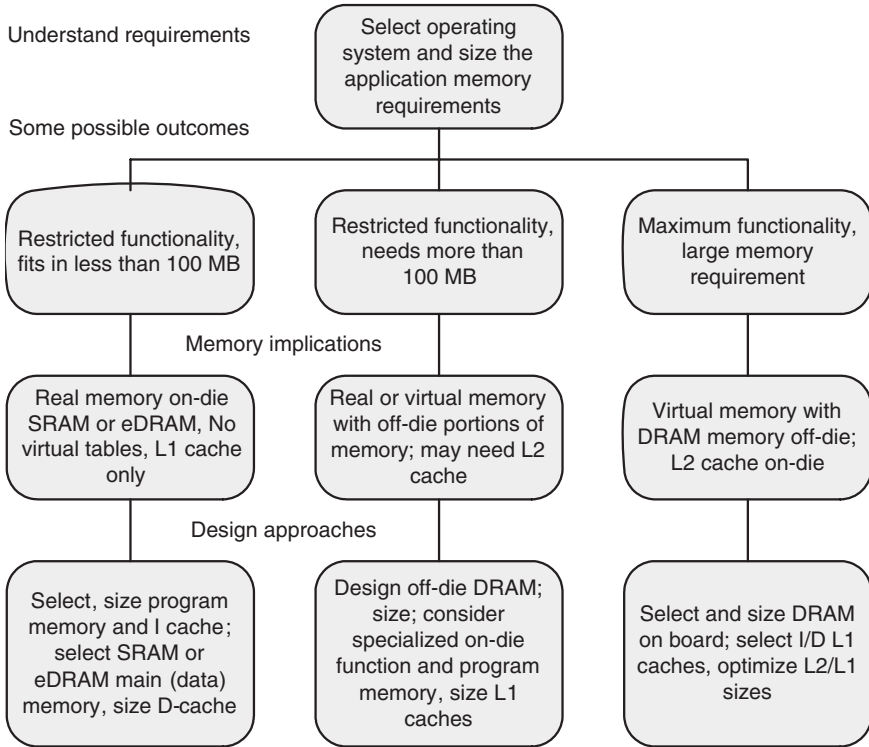 Understand requirements
Select operating
system and size the
application memory
requirements
Some possible outcomes
Restricted functionality,
fits in less than 100 MB
Restricted functionality,
needs more than
100 MB
Maximum functionality,
large memory
requirement
Memory implications
Real memory on-die
SRAM or eDRAM, No
virtual tables, L1 cache
only
Real or virtual memory
with off-die portions of
memory; may need L2
cache
Virtual memory with
DRAM memory off-die;
L2 cache on-die
Design approaches
Select, size program
memory and I cache;
select SRAM or
eDRAM main (data)
memory, size D-cache
Design off-die DRAM;
size; consider
specialized on-die
function and program
memory, size L1
caches
Select and size DRAM
on board; select I/D L1
caches, optimize L2/L1
sizes